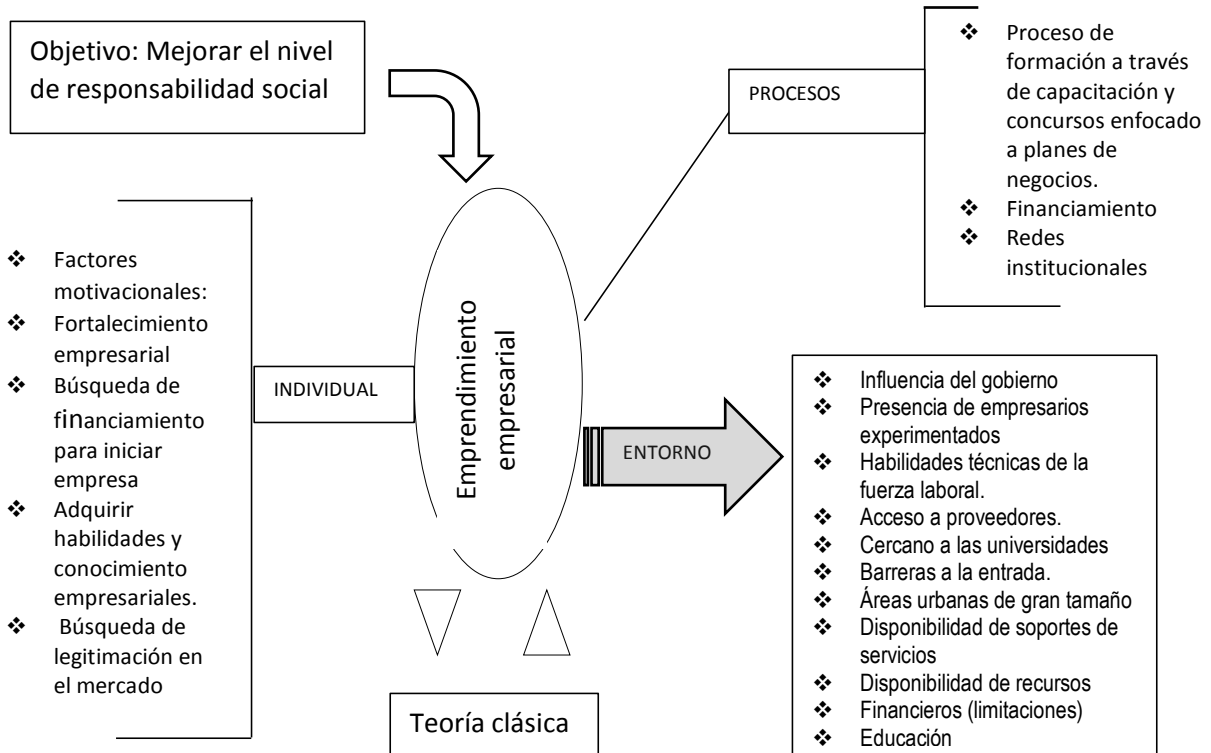 Objetivo: Mejorar el nivel
de responsabilidad social
PROCESOS
❖ Proceso de
formación a través
de capacitación y
concursos enfocado
a planes de
negocios.
❖ Financiamiento
❖ Redes
institucionales
❖ Factores
motivacionales:
❖ Fortalecimiento
empresarial
❖ Búsqueda de
financiamiento
para iniciar
empresa
❖ Adquirir
habilidades y
conocimiento
empresariales.
❖ Búsqueda de
legitimación en
el mercado
INDIVIDUAL
Emprendimiento
empresarial
ENTORNO
❖ Influencia del gobierno
❖ Presencia de empresarios
experimentados
❖ Habilidades técnicas de la
fuerza laboral.
❖ Acceso a proveedores.
❖ Cercano a las universidades
❖ Barreras a la entrada.
❖ Áreas urbanas de gran tamaño
❖ Disponibilidad de soportes de
servicios
❖ Disponibilidad de recursos
❖ Financieros (limitaciones)
❖ Educación
Teoría clásica